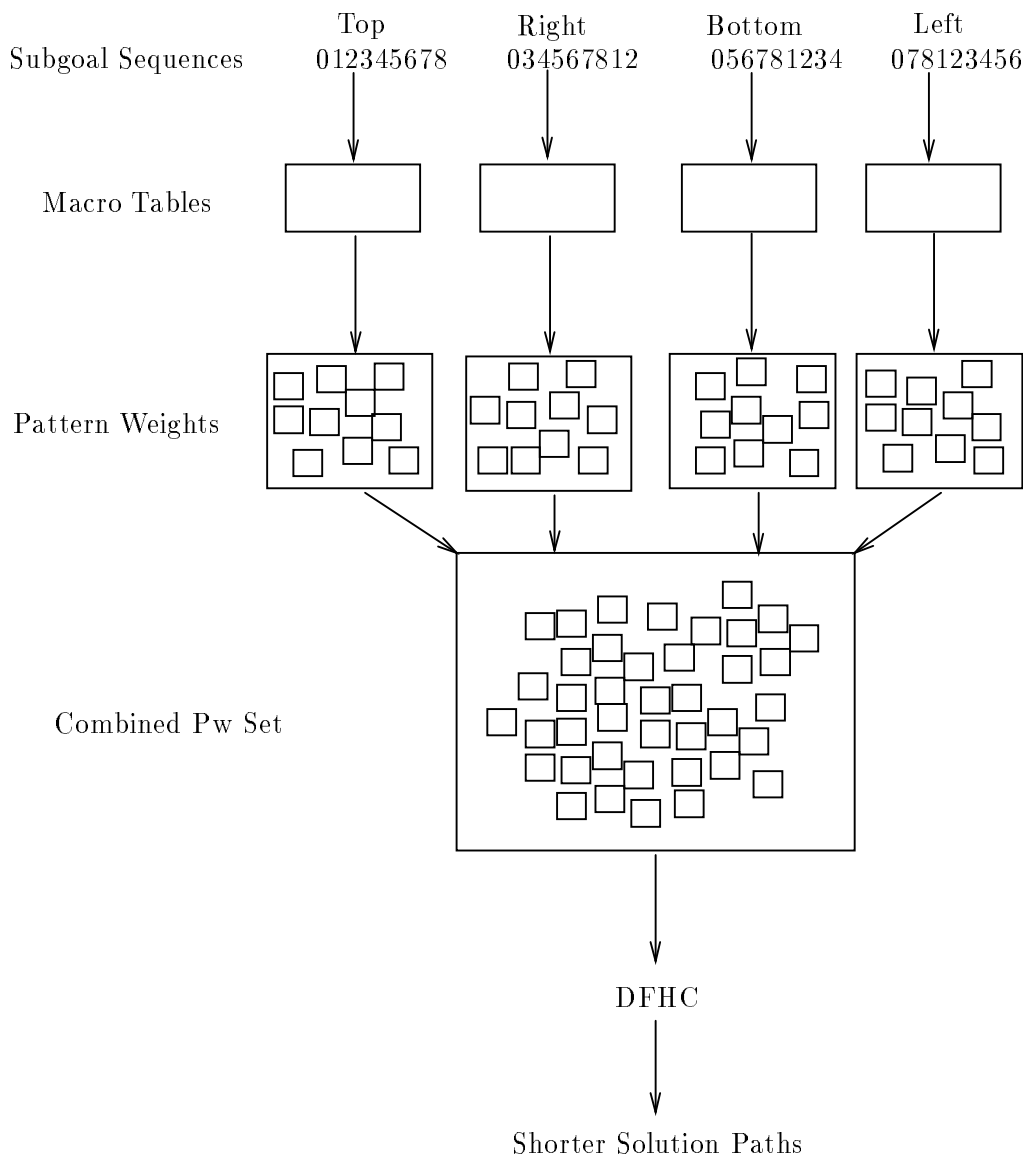 Top Right Bottom Left
Subgoal Sequences 012345678 034567812 056781234 078123456
Macro Tables
Pattern Weights
Combined Pw Set
DFHC
Shorter Solution Paths